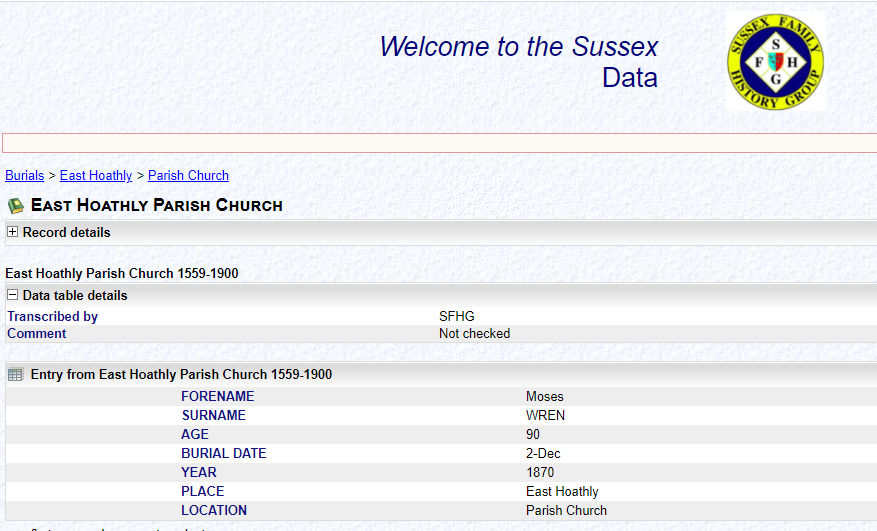 Welcome to the Sussex
Data
SUSSEX FAMILY
HISTORY GROUP
S
F H
G
Burials > East Hoathly > Parish Church
EAST HOATHLY PARISH CHURCH
Record details
East Hoathly Parish Church 1559-1900
Data table details
Transcribed by SFHG
Comment Not checked
Entry from East Hoathly Parish Church 1559-1900
FORENAME Moses
SURNAME WREN
AGE 90
BURIAL DATE 2-Dec
YEAR 1870
PLACE East Hoathly
LOCATION Parish Church